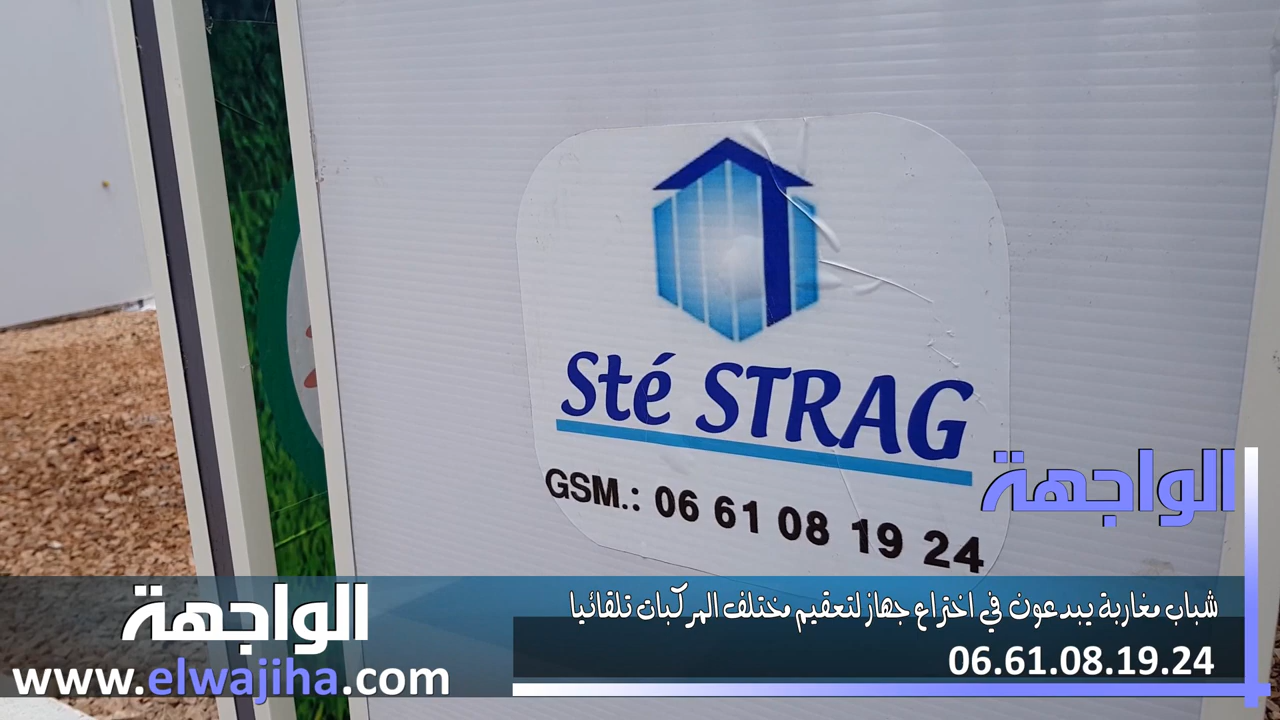 Sté STRAG
GSM.: 06 61 08 19 24
الواجهة
شباب مغاربة يبدعون في اختراع جهاز لتعقيم مختلف المركبات تلقائيا
06.61.08.19.24
الواجهة
www.elwajiha.com